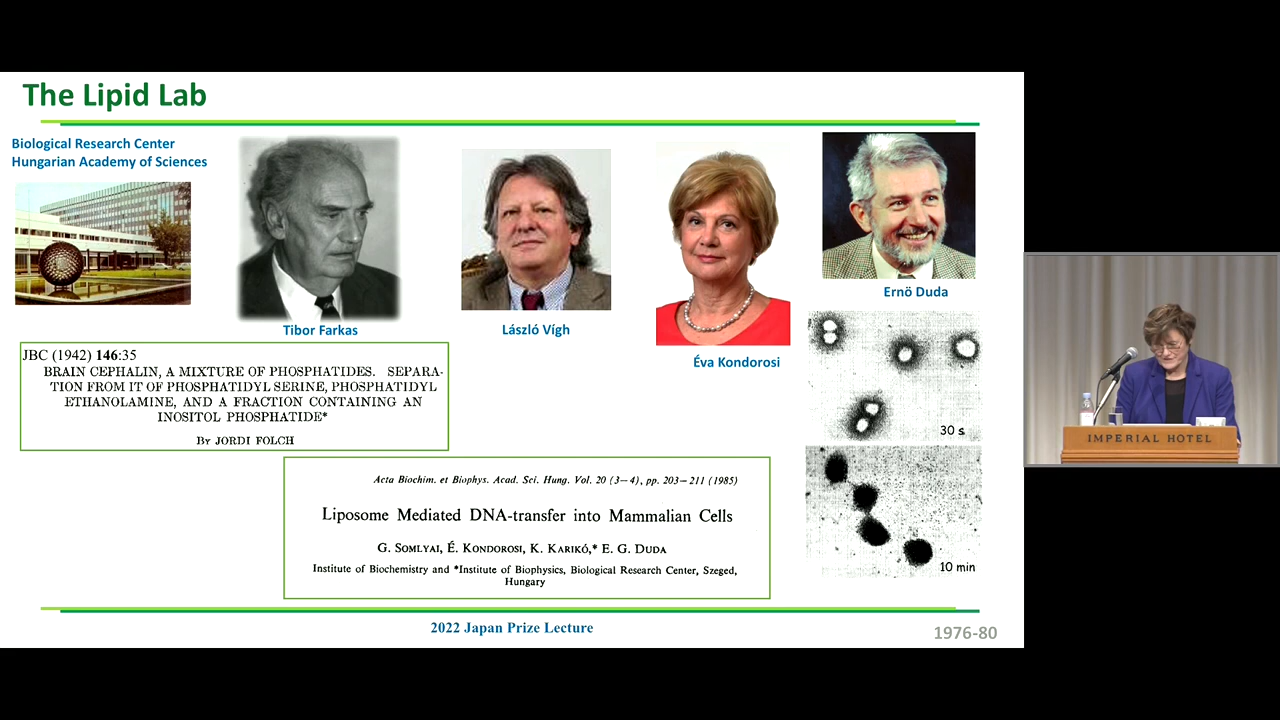 The Lipid Lab
Biological Research Center
Hungarian Academy of Sciences
Tibor Farkas
László Vígh
Éva Kondorosi
Ernö Duda
JBC (1942) 146:35
BRAIN CEPHALIN, A MIXTURE OF PHOSPHATIDES. SEPARA-
TION FROM IT OF PHOSPHATIDYL SERINE, PHOSPHATIDYL
ETHANOLAMINE, AND A FRACTION CONTAINING AN
INOSITOL PHOSPHATIDE*
BY JORDI FOLCH
Acta Biochim. et Biophys. Acad. Sci. Hung. Vol. 20 (3–4), pp. 203–211 (1985)
Liposome Mediated DNA-transfer into Mammalian Cells
G. SOMLYAI, É. KONDOROSI, K. KARIKÓ,* E. G. DUDA
Institute of Biochemistry and *Institute of Biophysics, Biological Research Center, Szeged,
Hungary
30 s
10 min
2022 Japan Prize Lecture
1976-80
IMPERIAL HOTEL